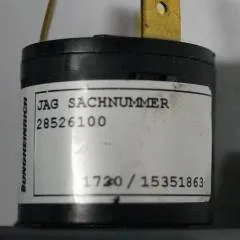 JUNGHEINRICH
JAG SACHNUMMER
28526100
1720/15351863